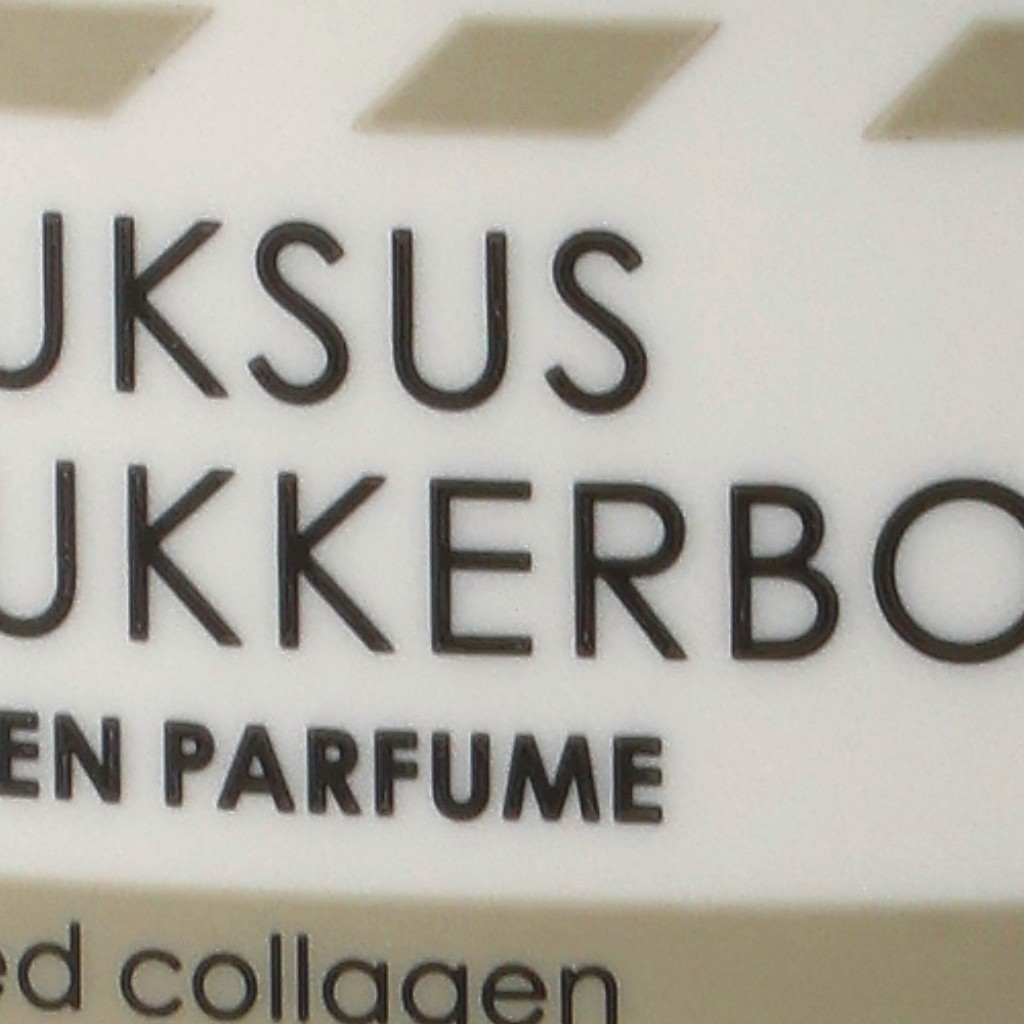 UKSUS
UKKERBO
EN PARFUME
ed collagen